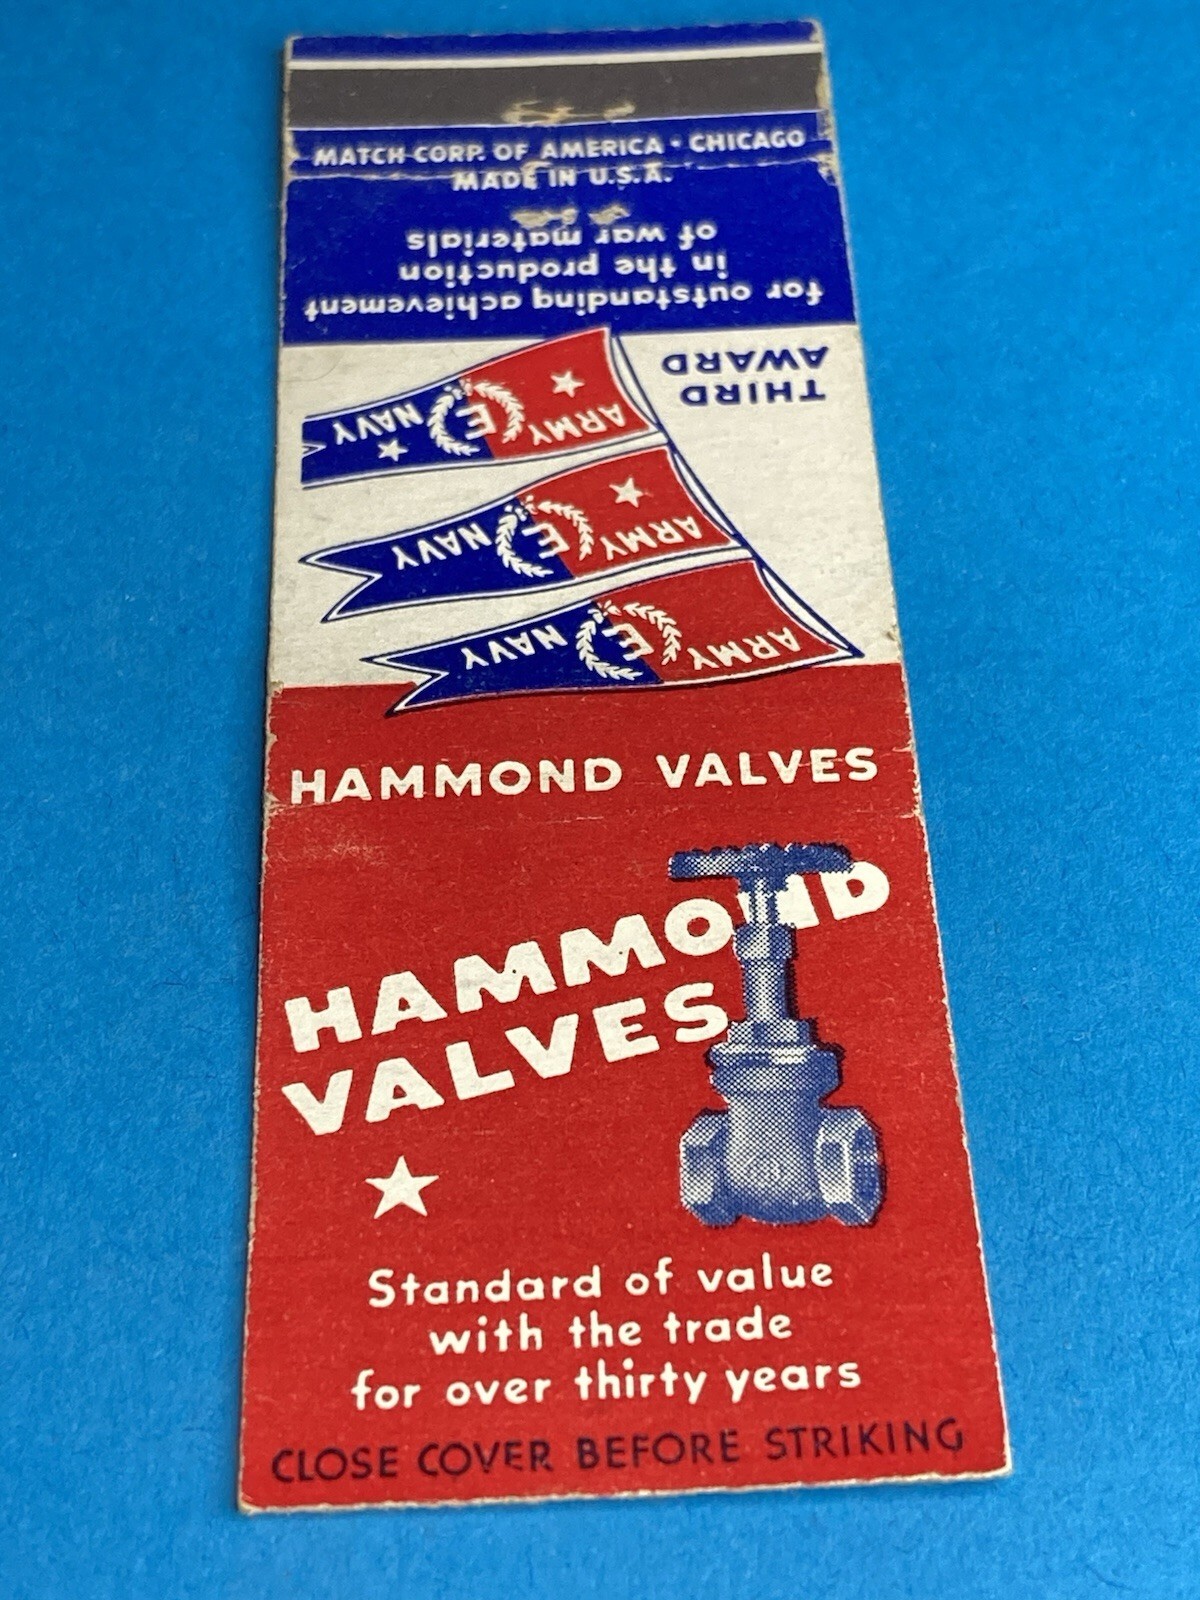 MATCH CORP. OF AMERICA • CHICAGO
MADE IN U.S.A.
THIRD
AWARD
ARMY E NAVY
ARMY E NAVY
ARMY E NAVY
for outstanding achievement
in the production
of war materials
HAMMOND VALVES
HAMMOND
VALVES
Standard of value
with the trade
for over thirty years
CLOSE COVER BEFORE STRIKING